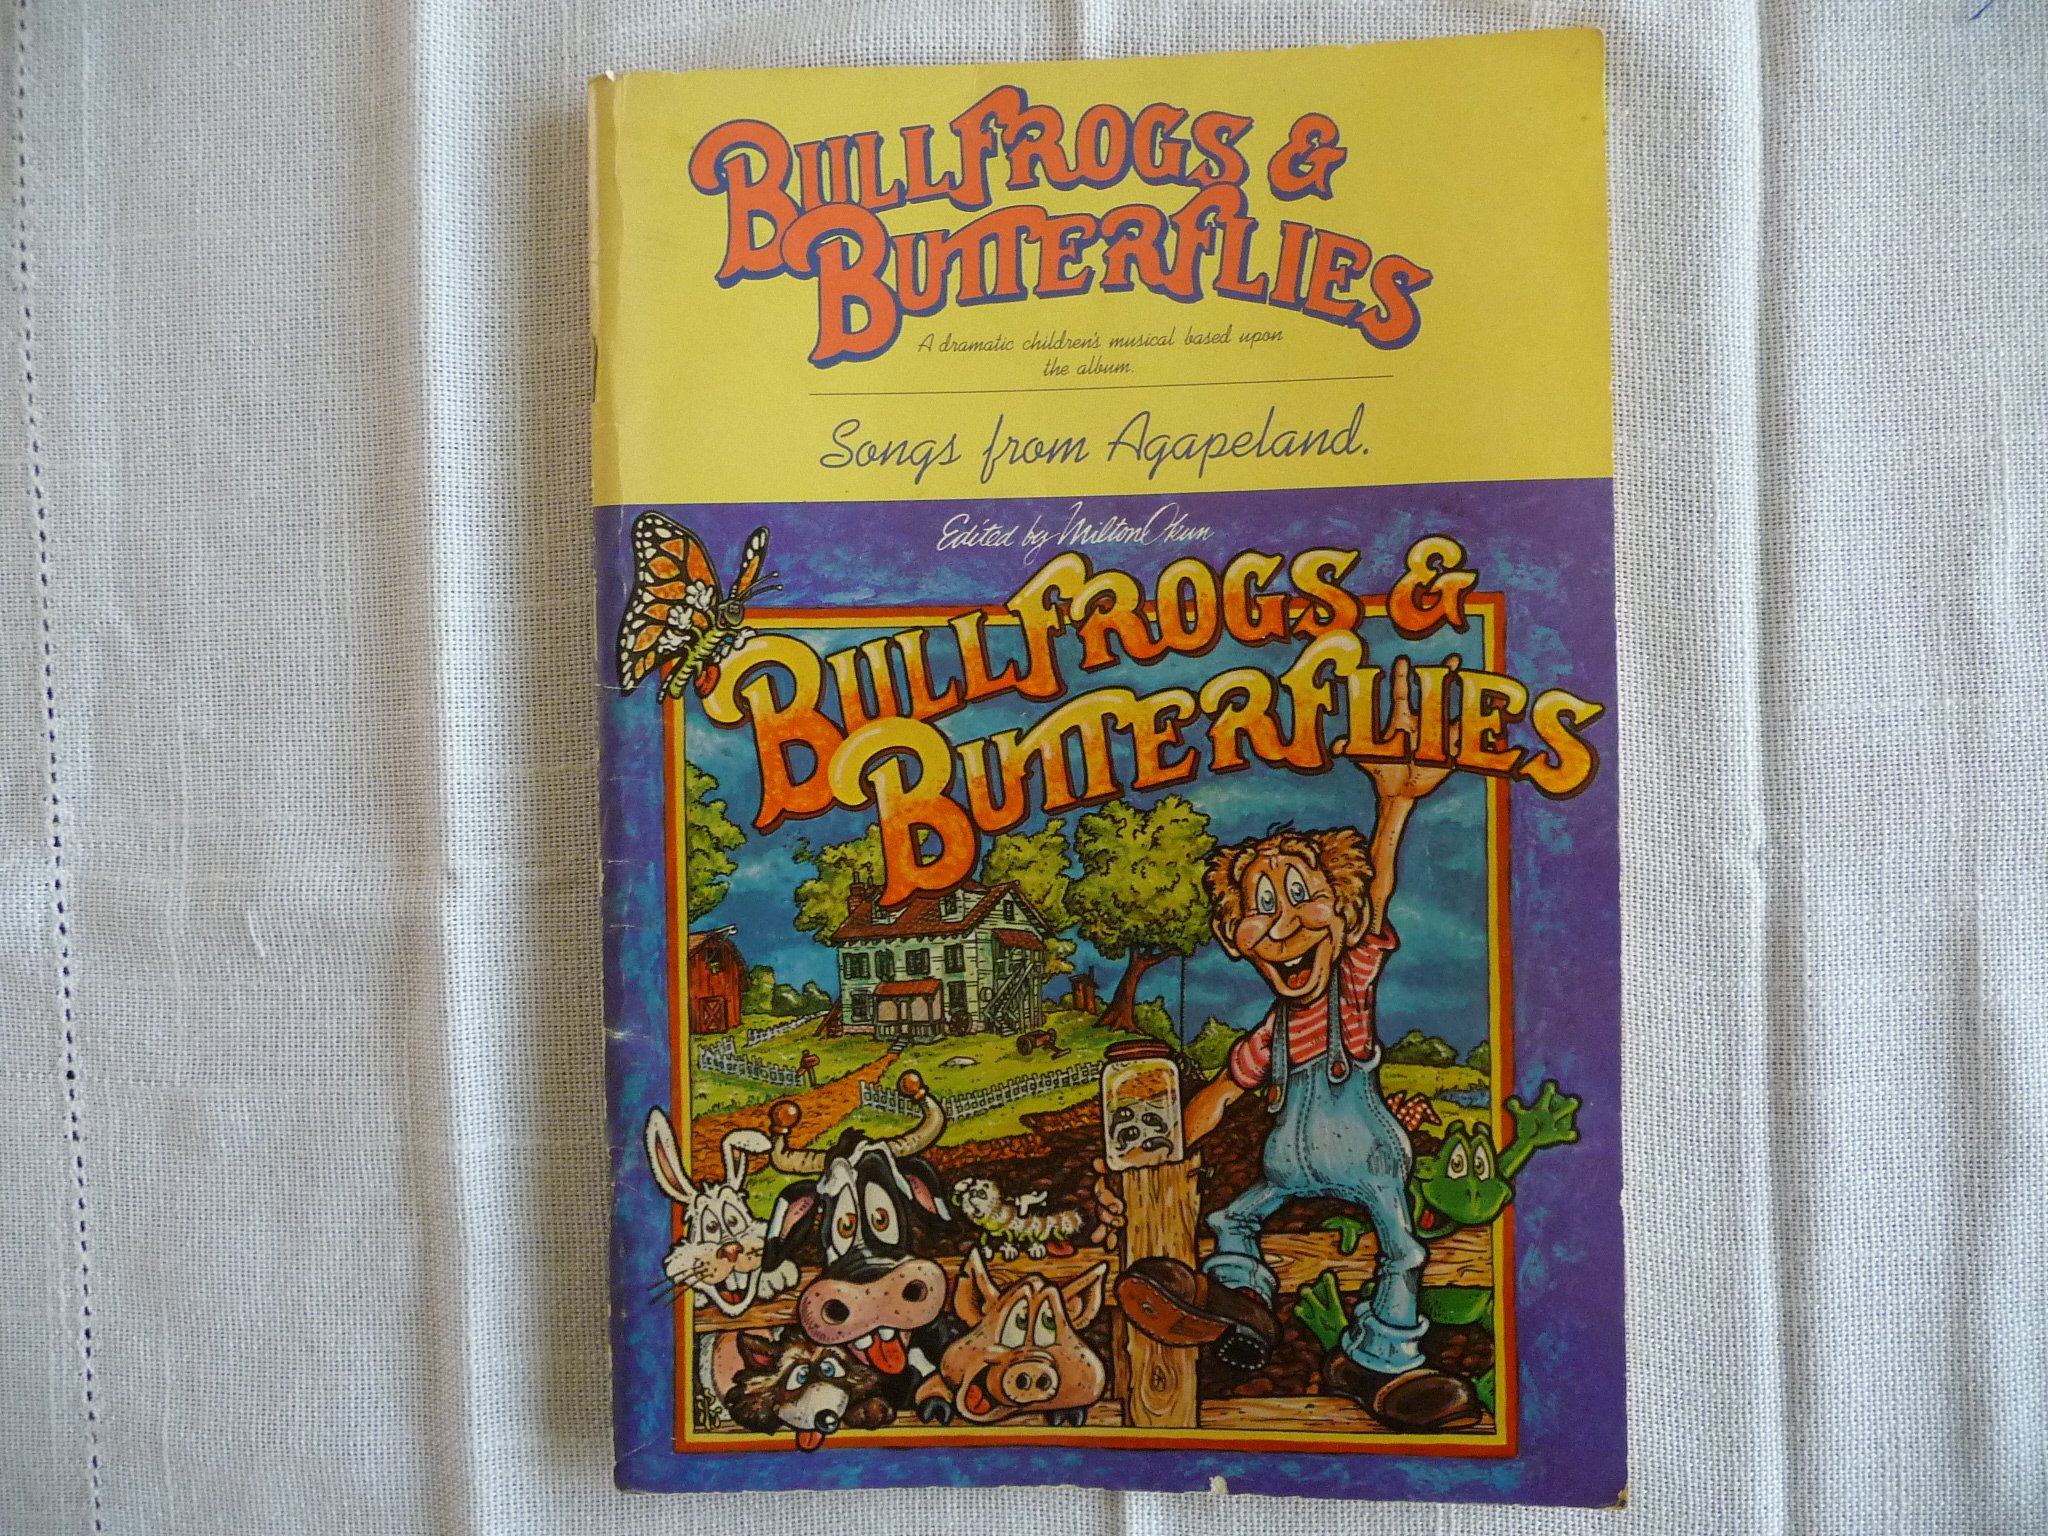 BULLFROGS &
BUTTERFLIES
A dramatic children's musical based upon
the album.
Songs from Agapeland.
Edited by Milton Okun
BULLFROGS &
BUTTERFLIES